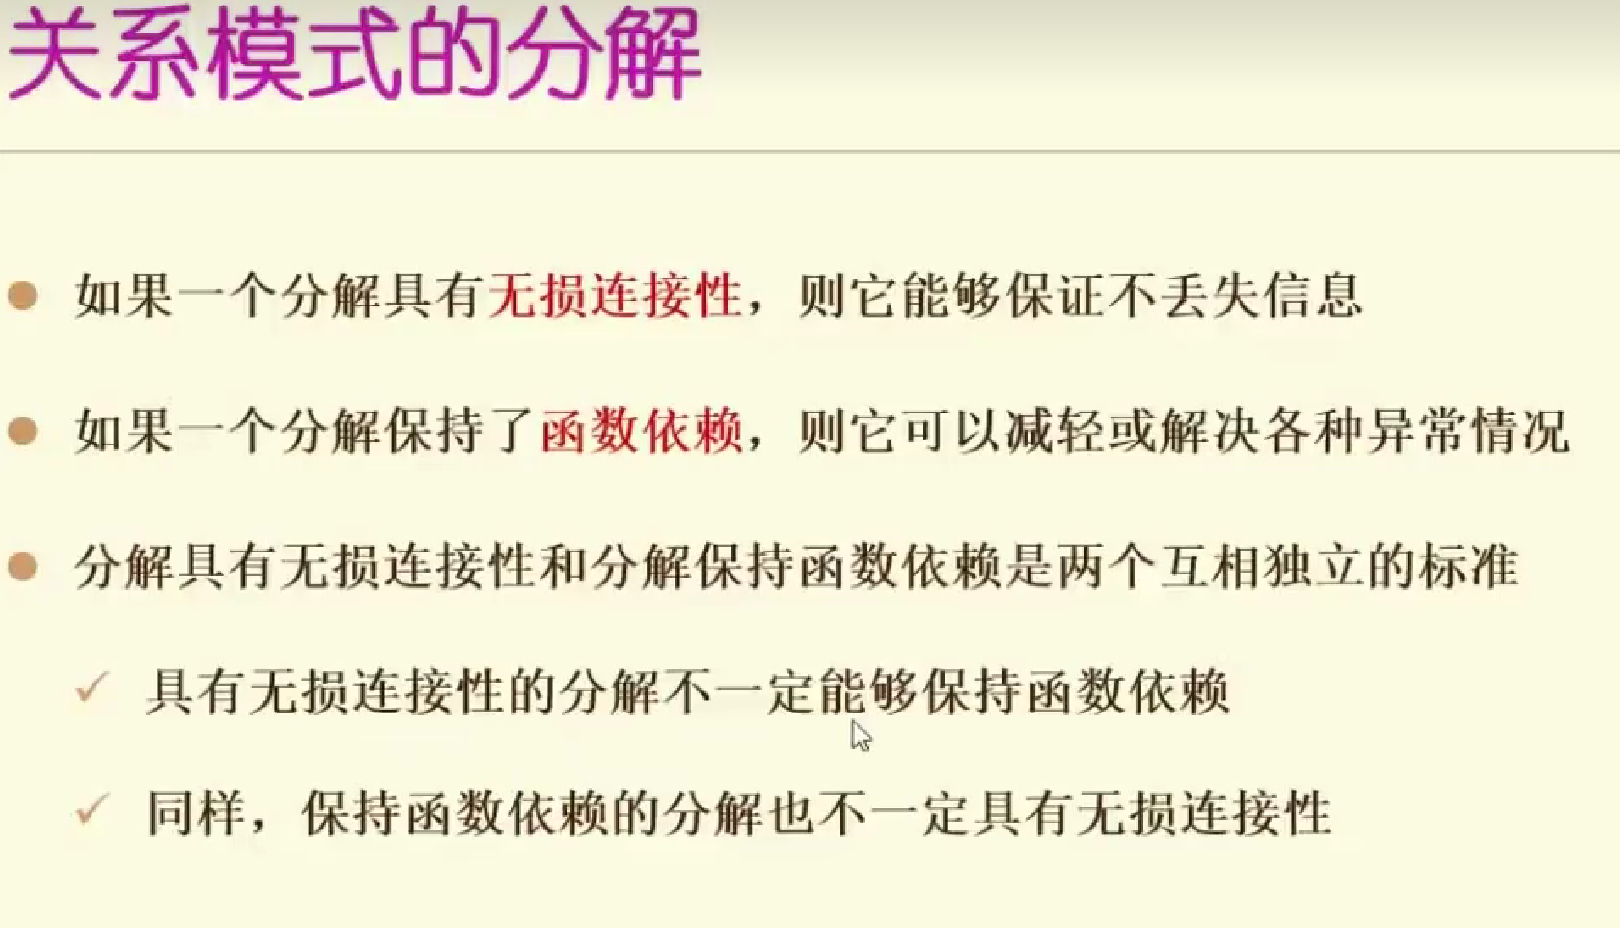 关系模式的分解
如果一个分解具有无损连接性，则它能够保证不丢失信息
如果一个分解保持了函数依赖，则它可以减轻或解决各种异常情况
分解具有无损连接性和分解保持函数依赖是两个互相独立的标准
具有无损连接性的分解不一定能够保持函数依赖
同样，保持函数依赖的分解也不一定具有无损连接性